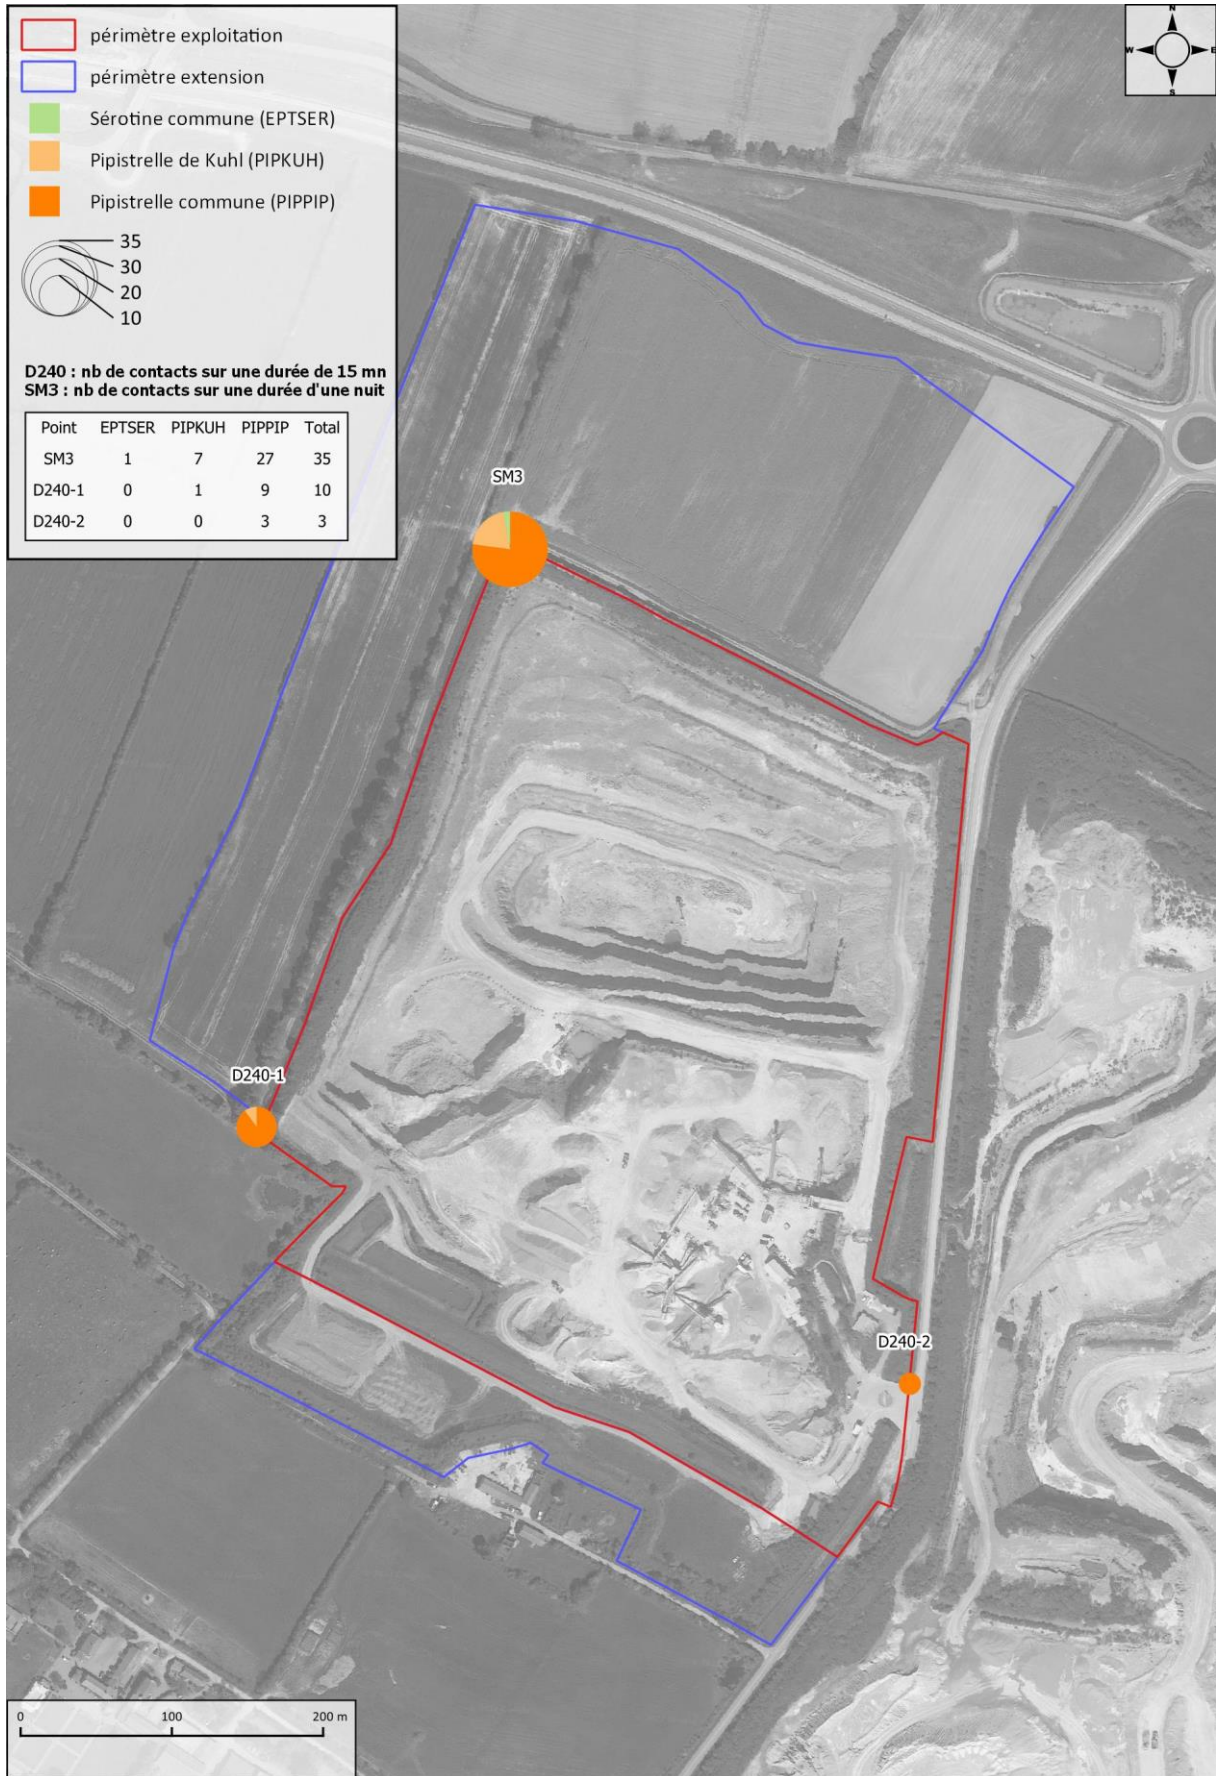 périmètre exploitation
périmètre extension
Sérotine commune (EPTSER)
Pipistrelle de Kuhl (PIPKUH)
Pipistrelle commune (PIPPIP)
35
30
20
10
D240 : nb de contacts sur une durée de 15 mn
SM3 : nb de contacts sur une durée d'une nuit
Point EPTSER PIPKUH PIPPIP Total
SM3 1 7 27 35
D240-1 0 1 9 10
D240-2 0 0 3 3
N
W E
S
SM3
D240-1
D240-2
0 100 200 m